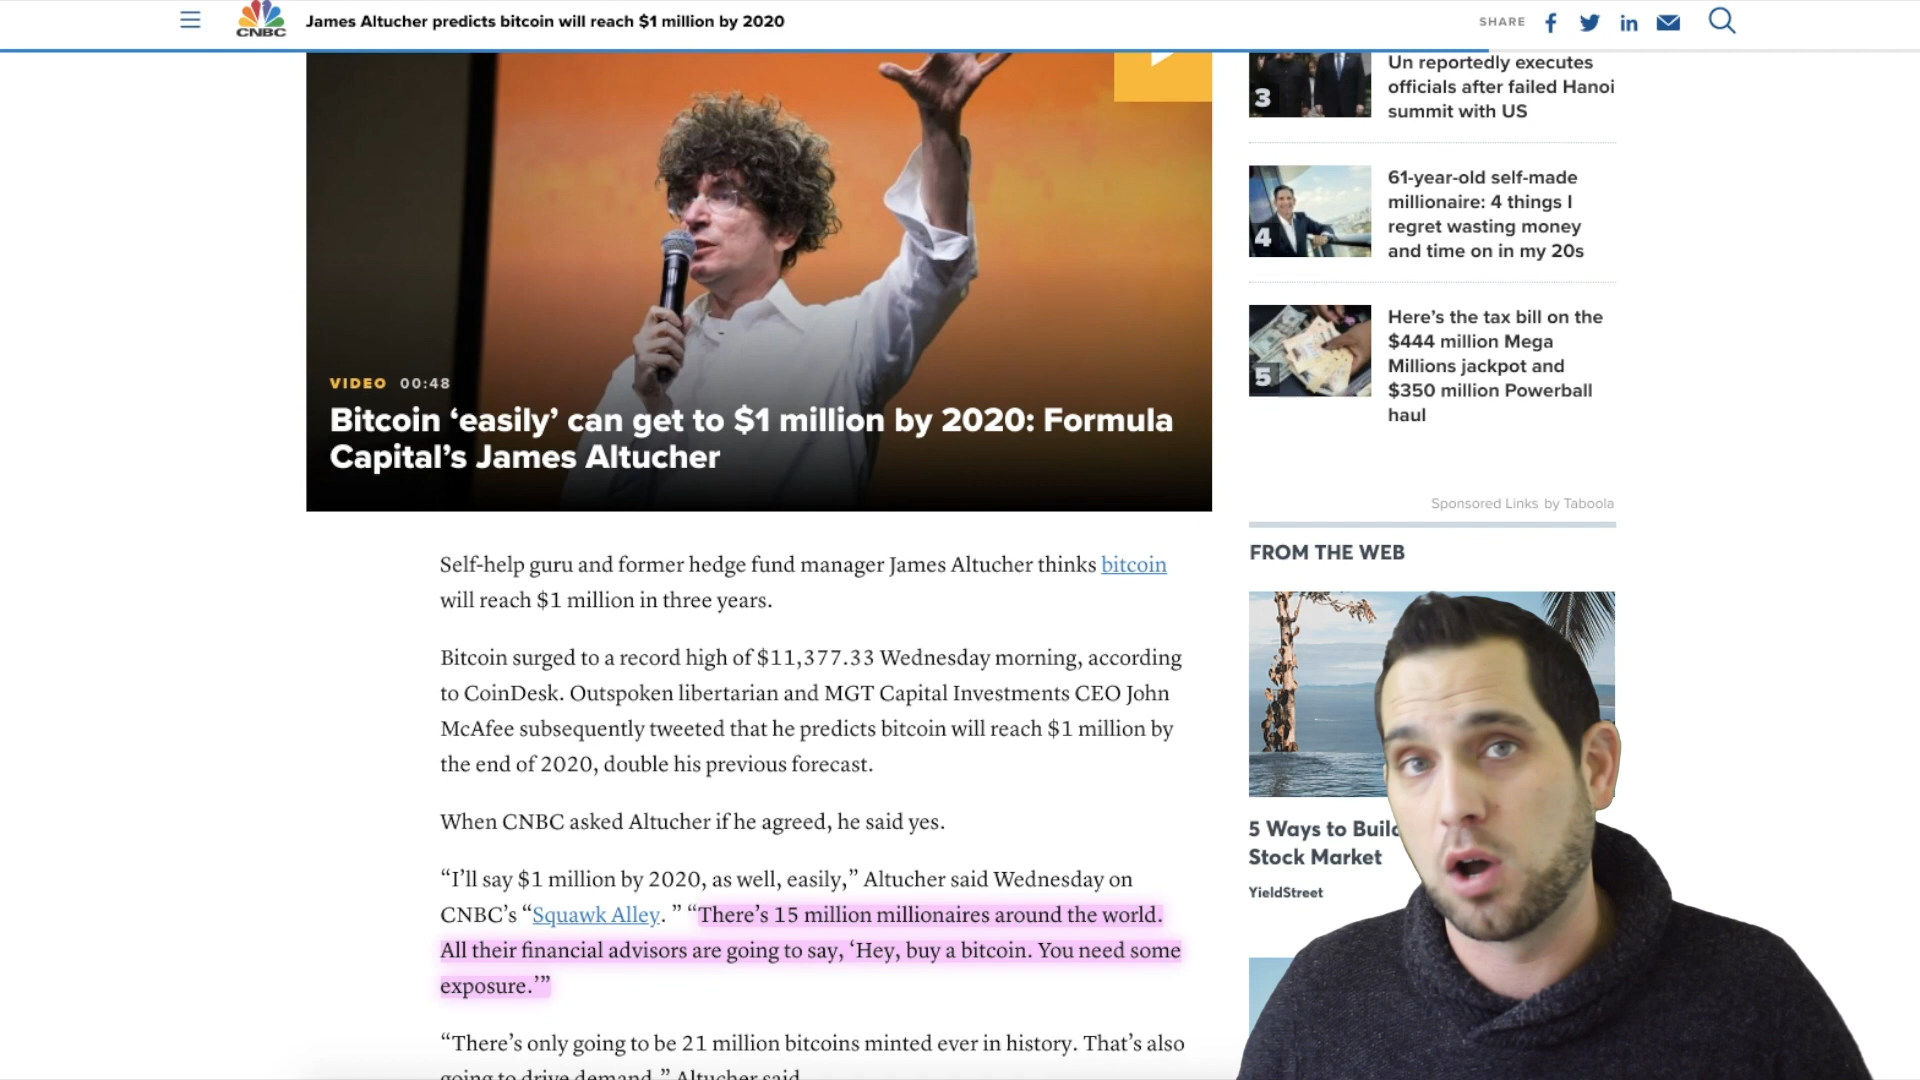 CNBC
James Altucher predicts bitcoin will reach $1 million by 2020
SHARE
VIDEO 00:48
Bitcoin ‘easily’ can get to $1 million by 2020: Formula
Capital’s James Altucher
Self-help guru and former hedge fund manager James Altucher thinks bitcoin
will reach $1 million in three years.
Bitcoin surged to a record high of $11,377.33 Wednesday morning, according
to CoinDesk. Outspoken libertarian and MGT Capital Investments CEO John
McAfee subsequently tweeted that he predicts bitcoin will reach $1 million by
the end of 2020, double his previous forecast.
When CNBC asked Altucher if he agreed, he said yes.
“I’ll say $1 million by 2020, as well, easily,” Altucher said Wednesday on
CNBC’s “Squawk Alley. ” “There’s 15 million millionaires around the world.
All their financial advisors are going to say, ‘Hey, buy a bitcoin. You need some
exposure.’”
“There’s only going to be 21 million bitcoins minted ever in history. That’s also
going to drive demand,” Altucher said
3
Un reportedly executes
officials after failed Hanoi
summit with US
4
61-year-old self-made
millionaire: 4 things I
regret wasting money
and time on in my 20s
5
Here’s the tax bill on the
$444 million Mega
Millions jackpot and
$350 million Powerball
haul
Sponsored Links by Taboola
FROM THE WEB
5 Ways to Build
Stock Market
YieldStreet